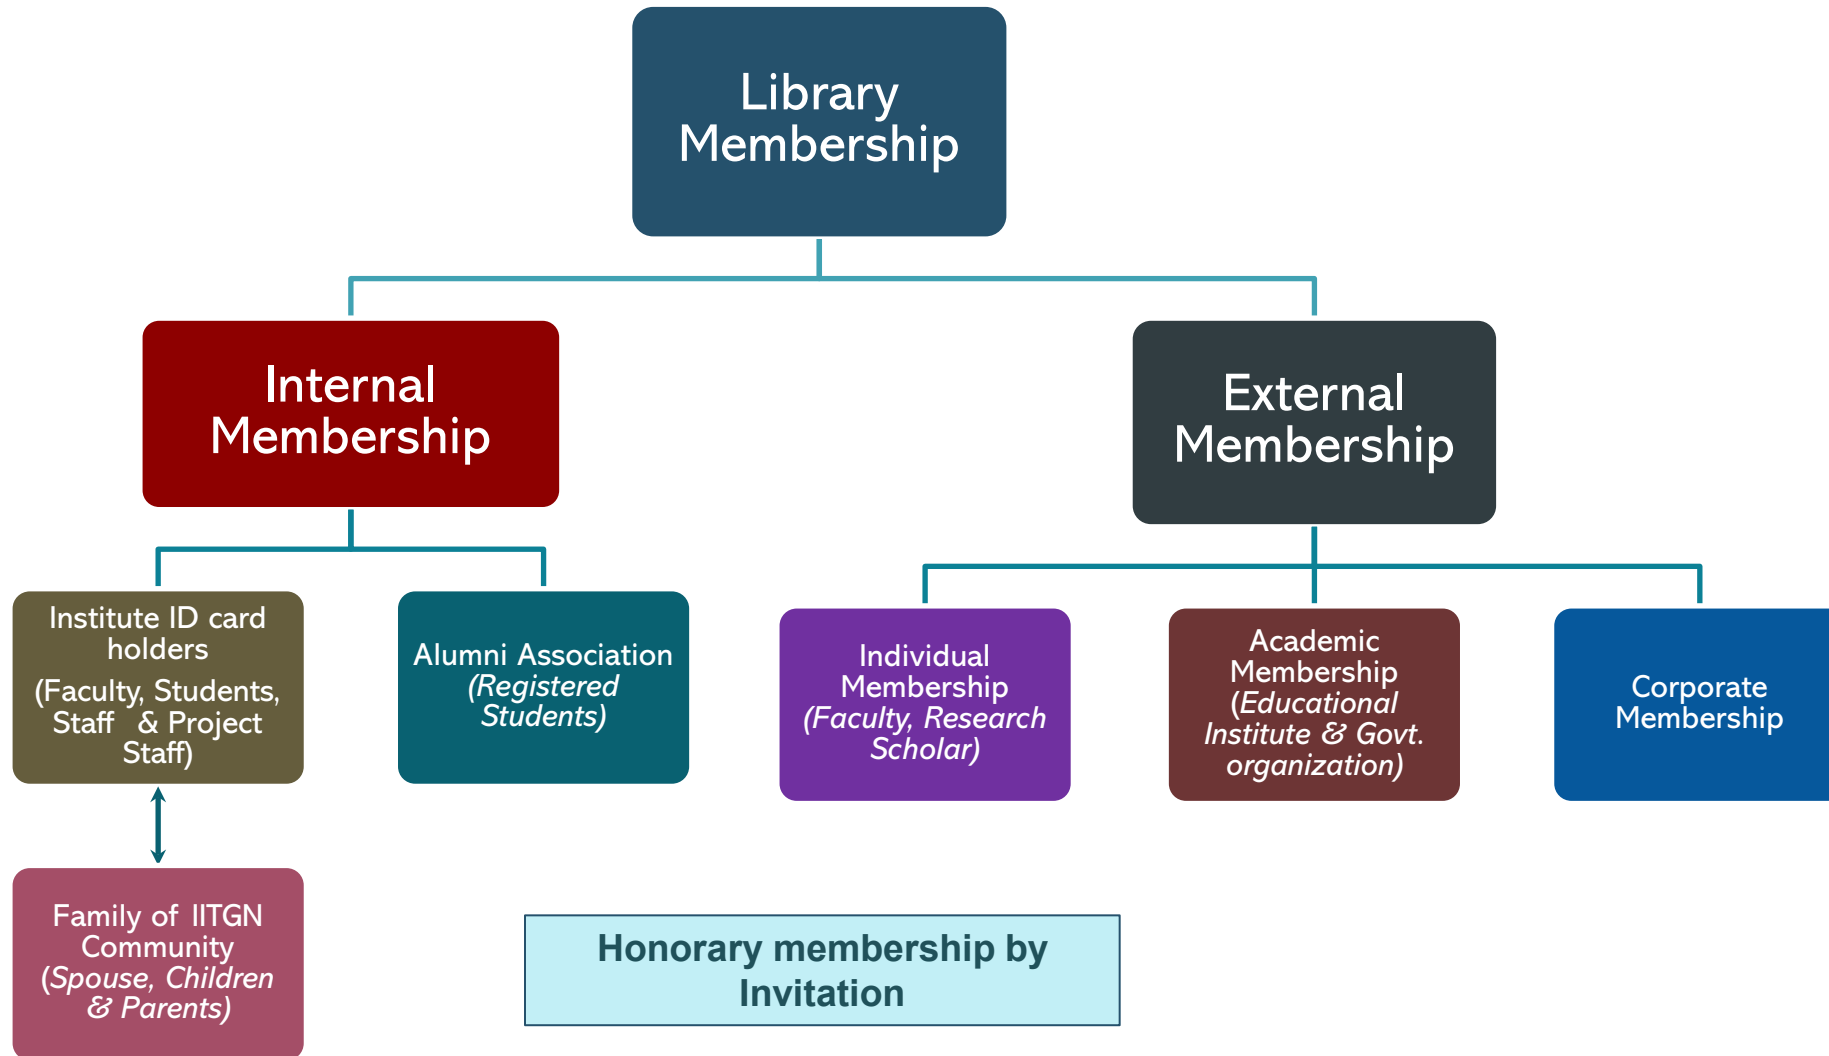 Library
Membership
Internal
Membership
External
Membership
Institute ID card
holders
(Faculty, Students,
Staff & Project
Staff)
Alumni Association
(Registered
Students)
Individual
Membership
(Faculty, Research
Scholar)
Academic
Membership
(Educational
Institute & Govt.
organization)
Corporate
Membership
Family of IITGN
Community
(Spouse, Children
& Parents)
Honorary membership by
Invitation